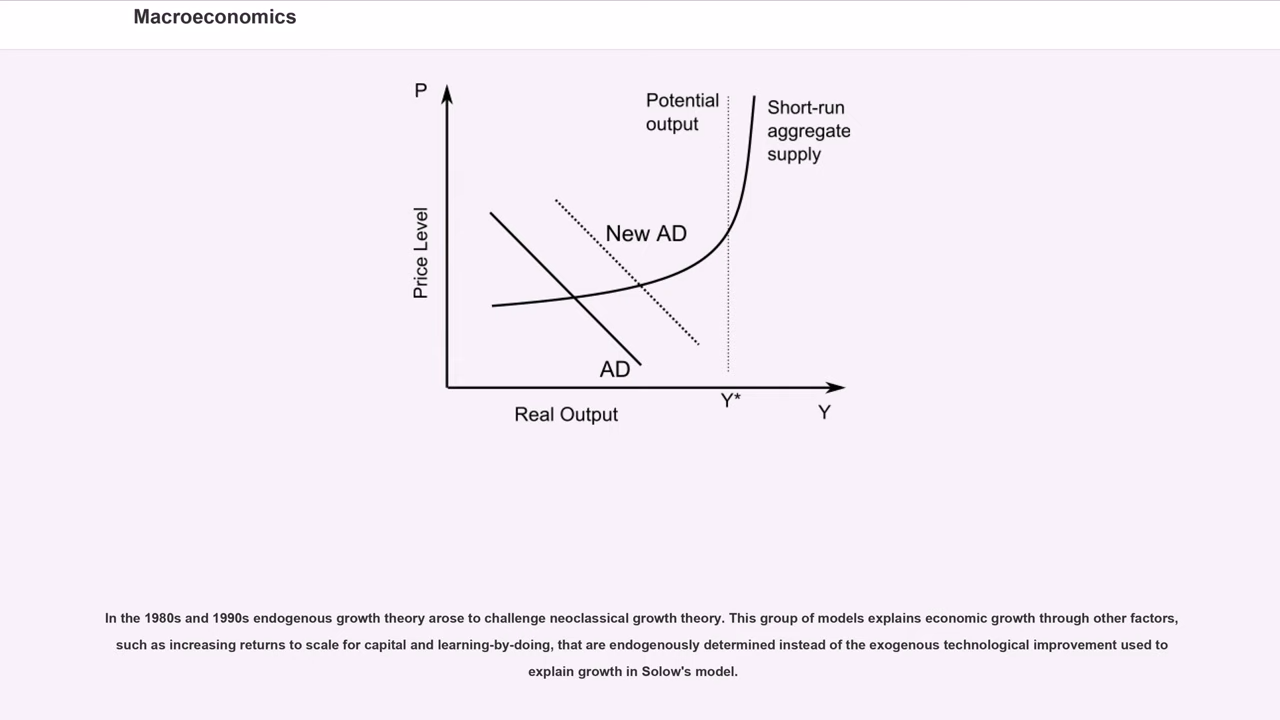 Macroeconomics
P
Potential
output
Short-run
aggregate
supply
Price Level
New AD
AD
Y*
Real Output
Y
In the 1980s and 1990s endogenous growth theory arose to challenge neoclassical growth theory. This group of models explains economic growth through other factors,
such as increasing returns to scale for capital and learning-by-doing, that are endogenously determined instead of the exogenous technological improvement used to
explain growth in Solow's model.